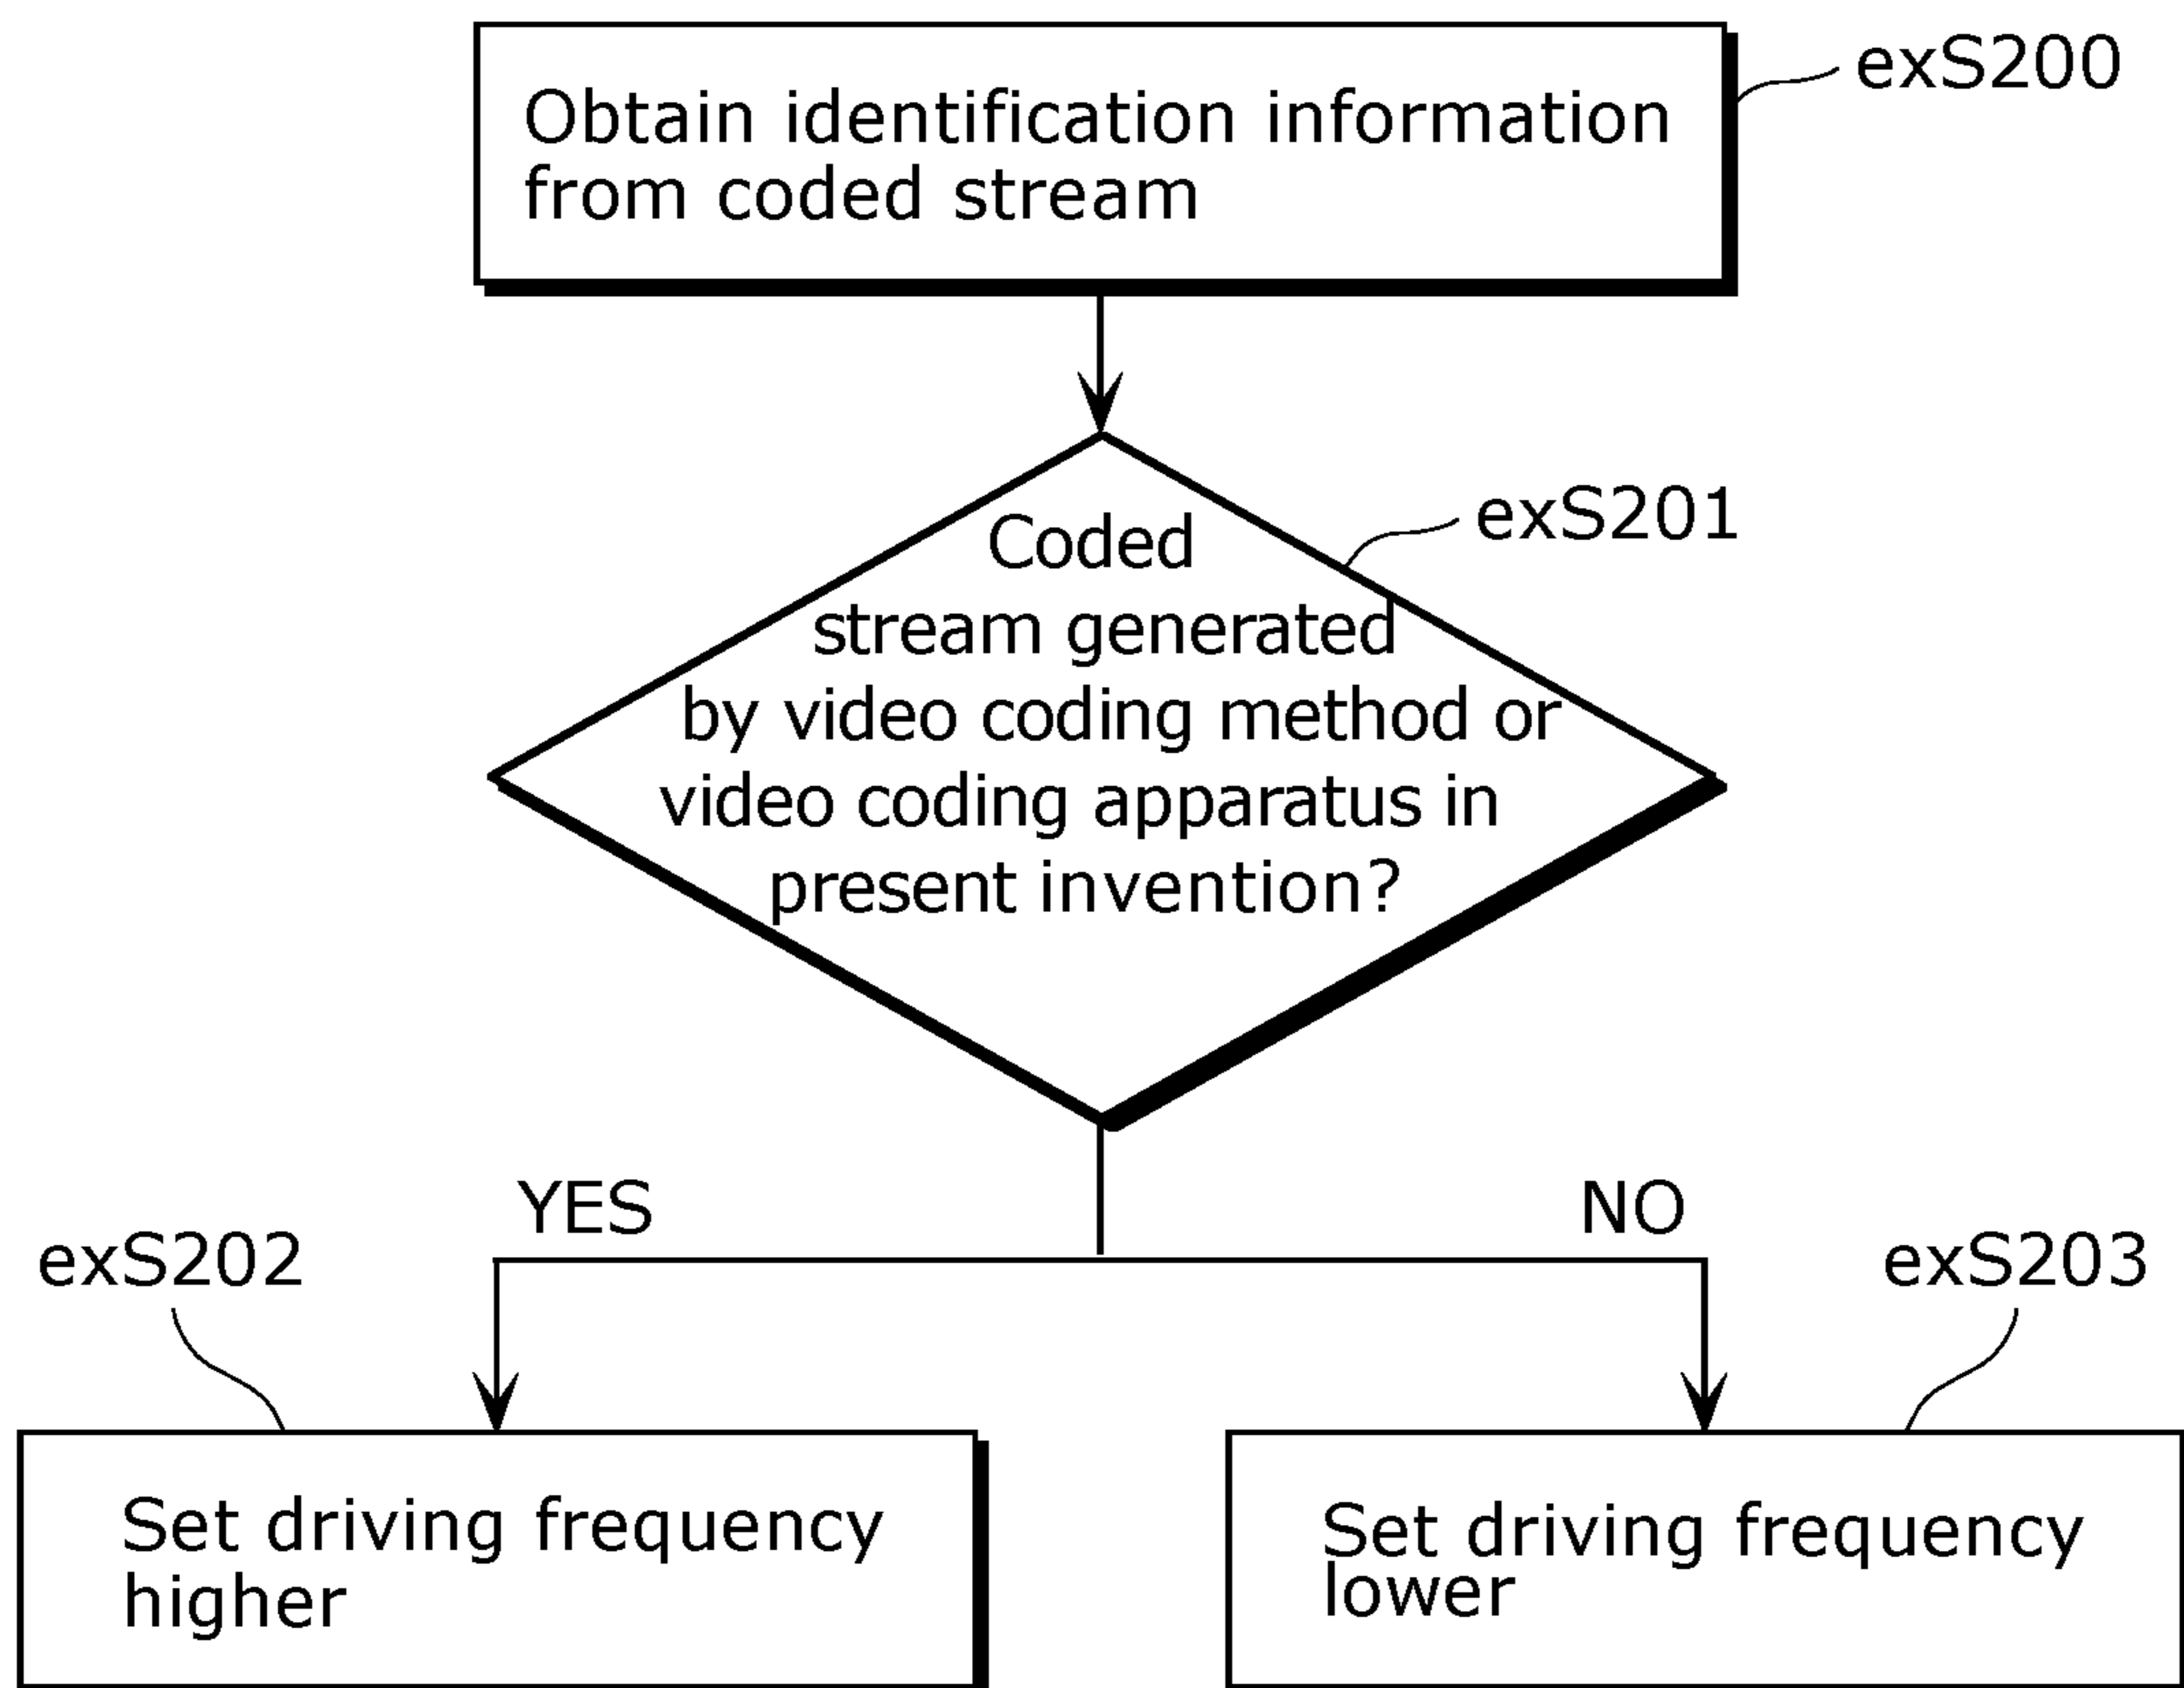 exS200
Obtain identification information
from coded stream
exS201
Coded
stream generated
by video coding method or
video coding apparatus in
present invention?
YES
NO
exS202
exS203
Set driving frequency
higher
Set driving frequency
lower